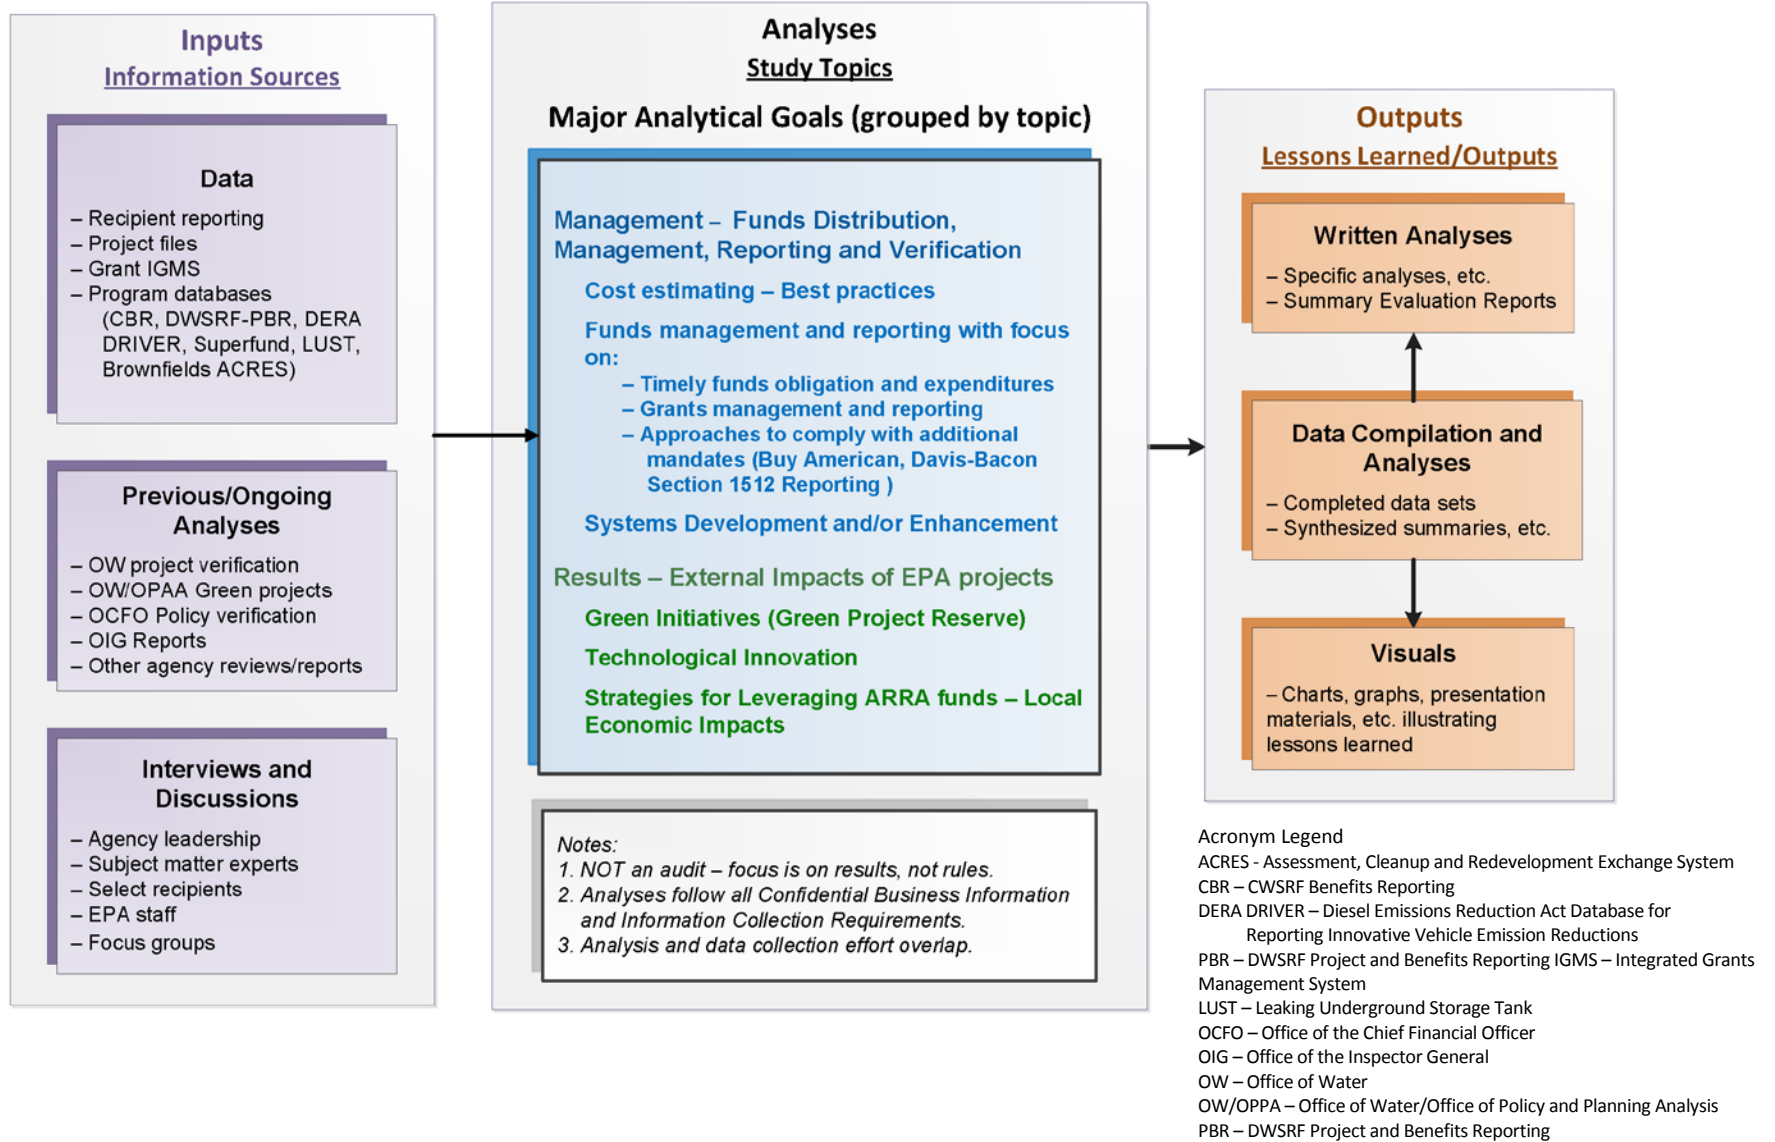 Inputs
Information Sources
Data
– Recipient reporting
– Project files
– Grant IGMS
– Program databases
(CBR, DWSRF-PBR, DERA
DRIVER, Superfund, LUST,
Brownfields ACRES)
Previous/Ongoing
Analyses
– OW project verification
– OW/OPAA Green projects
– OCFO Policy verification
– OIG Reports
– Other agency reviews/reports
Interviews and
Discussions
– Agency leadership
– Subject matter experts
– Select recipients
– EPA staff
– Focus groups
Analyses
Study Topics
Major Analytical Goals (grouped by topic)
Management – Funds Distribution,
Management, Reporting and Verification
Cost estimating – Best practices
Funds management and reporting with focus
on:
– Timely funds obligation and expenditures
– Grants management and reporting
– Approaches to comply with additional
mandates (Buy American, Davis-Bacon
Section 1512 Reporting )
Systems Development and/or Enhancement
Results – External Impacts of EPA projects
Green Initiatives (Green Project Reserve)
Technological Innovation
Strategies for Leveraging ARRA funds – Local
Economic Impacts
Notes:
1. NOT an audit – focus is on results, not rules.
2. Analyses follow all Confidential Business Information
and Information Collection Requirements.
3. Analysis and data collection effort overlap.
Outputs
Lessons Learned/Outputs
Written Analyses
– Specific analyses, etc.
– Summary Evaluation Reports
Data Compilation and
Analyses
– Completed data sets
– Synthesized summaries, etc.
Visuals
– Charts, graphs, presentation
materials, etc. illustrating
lessons learned
Acronym Legend
ACRES - Assessment, Cleanup and Redevelopment Exchange System
CBR – CWSRF Benefits Reporting
DERA DRIVER – Diesel Emissions Reduction Act Database for
Reporting Innovative Vehicle Emission Reductions
PBR – DWSRF Project and Benefits Reporting IGMS – Integrated Grants
Management System
LUST – Leaking Underground Storage Tank
OCFO – Office of the Chief Financial Officer
OIG – Office of the Inspector General
OW – Office of Water
OW/OPPA – Office of Water/Office of Policy and Planning Analysis
PBR – DWSRF Project and Benefits Reporting